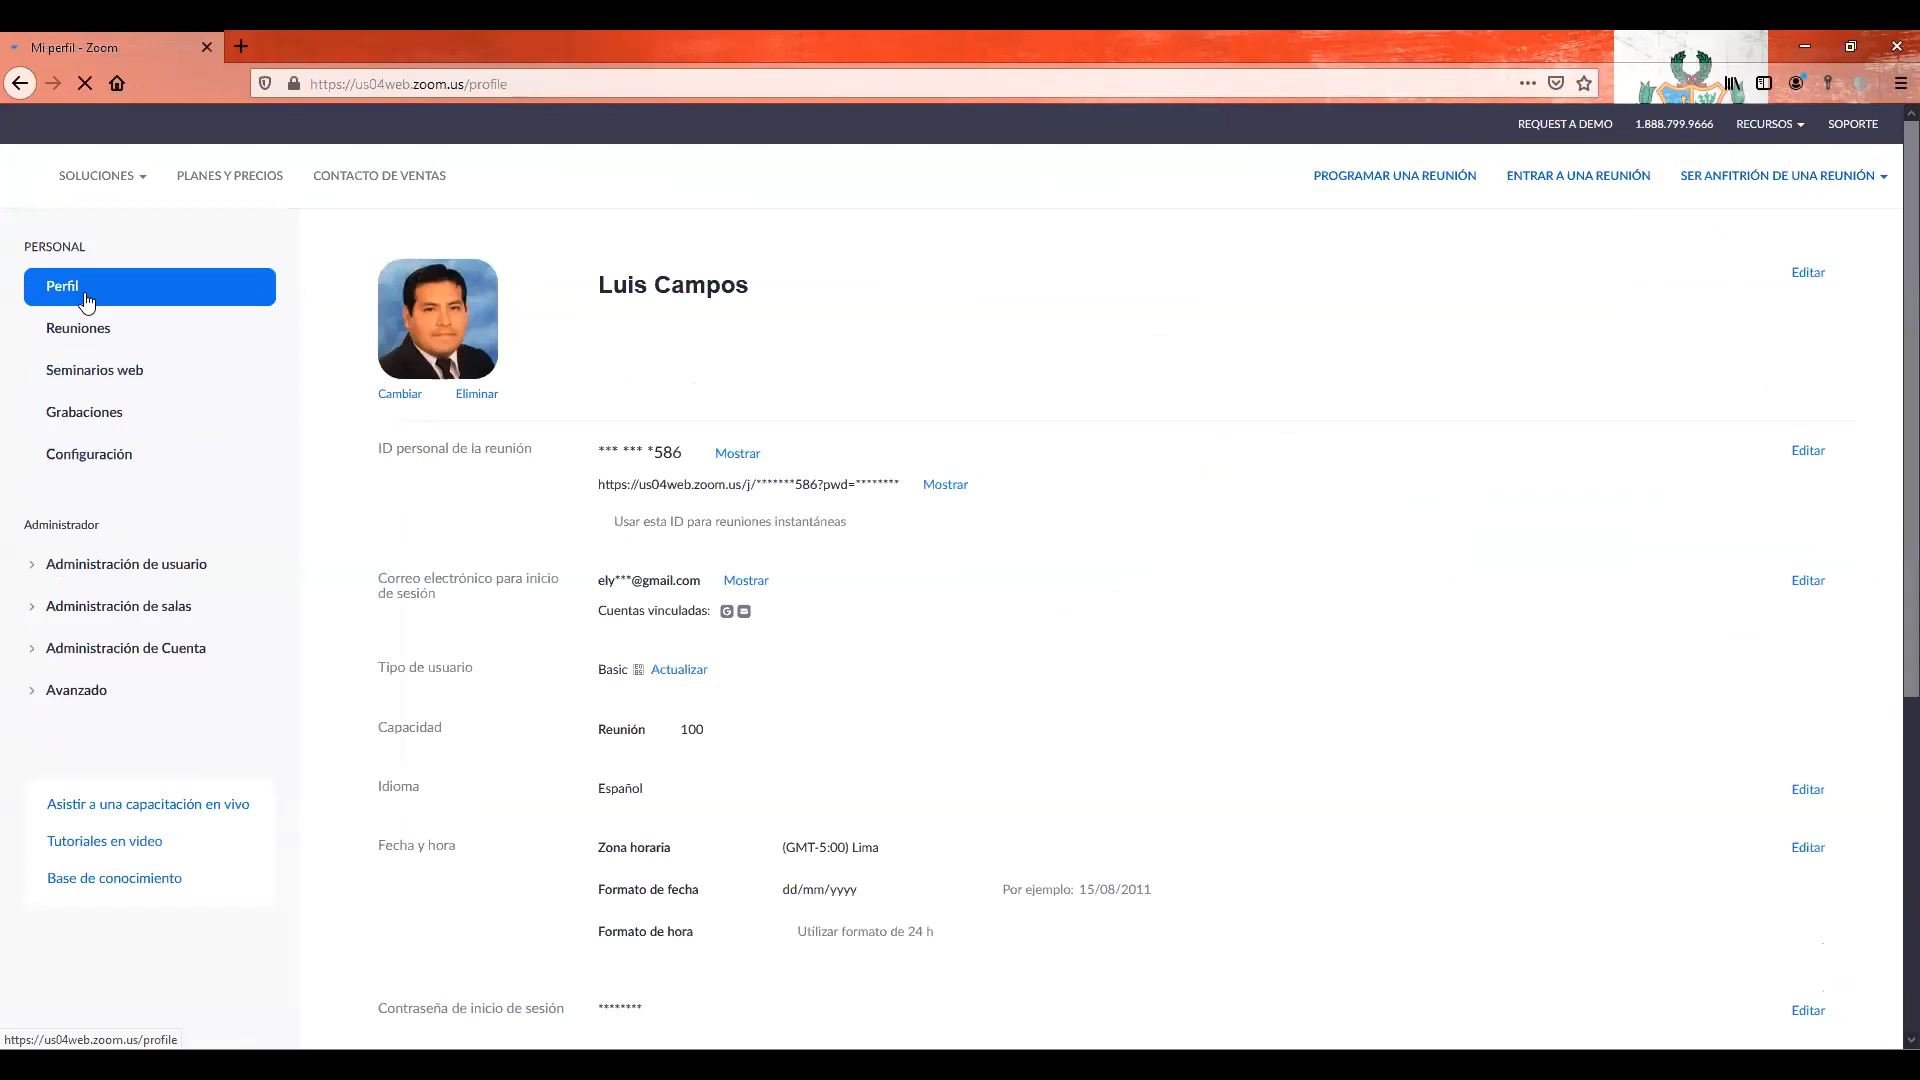 Mi perfil - Zoom
https://us04web.zoom.us/profile
REQUEST A DEMO 1.888.799.9666 RECURSOS SOPORTE
SOLUCIONES PLANES Y PRECIOS CONTACTO DE VENTAS PROGRAMAR UNA REUNIÓN ENTRAR A UNA REUNIÓN SER ANFITRIÓN DE UNA REUNIÓN
PERSONAL
Perfil
Reuniones
Seminarios web
Grabaciones
Configuración
Administrador
Administración de usuario
Administración de salas
Administración de Cuenta
Avanzado
Asistir a una capacitación en vivo
Tutoriales en video
Base de conocimiento
Luis Campos Editar
Cambiar Eliminar
ID personal de la reunión *** *** *586 Mostrar Editar
https://us04web.zoom.us/j/*******586?pwd=******** Mostrar
Usar esta ID para reuniones instantáneas
Correo electrónico para inicio
de sesión
ely***@gmail.com Mostrar Editar
Cuentas vinculadas:
Tipo de usuario Basic Actualizar
Capacidad Reunión 100
Idioma Español Editar
Fecha y hora Zona horaria (GMT-5:00) Lima Editar
Formato de fecha dd/mm/yyyy Por ejemplo: 15/08/2011
Formato de hora Utilizar formato de 24 h
Contraseña de inicio de sesión ******** Editar
https://us04web.zoom.us/profile